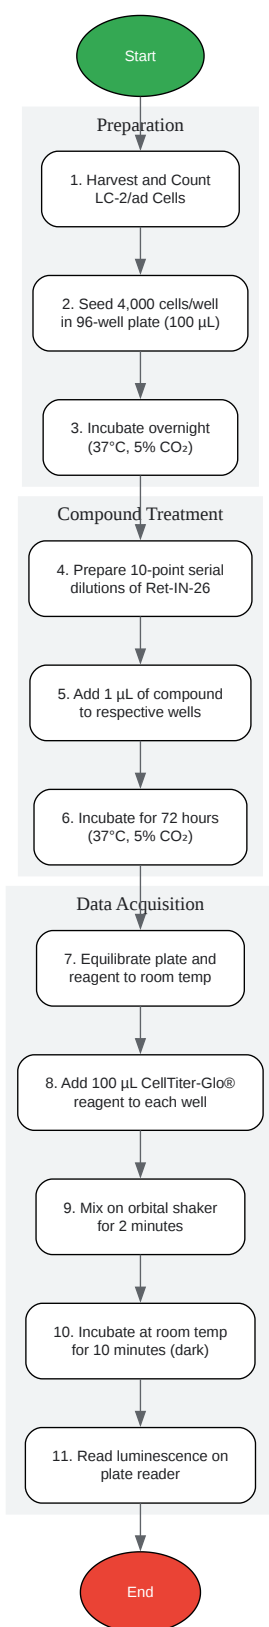 Start
Preparation
1. Harvest and Count
LC-2/ad Cells
2. Seed 4,000 cells/well
in 96-well plate (100 µL)
3. Incubate overnight
(37°C, 5% CO₂)
Compound Treatment
4. Prepare 10-point serial
dilutions of Ret-IN-26
5. Add 1 µL of compound
to respective wells
6. Incubate for 72 hours
(37°C, 5% CO₂)
Data Acquisition
7. Equilibrate plate and
reagent to room temp
8. Add 100 µL CellTiter-Glo®
reagent to each well
9. Mix on orbital shaker
for 2 minutes
10. Incubate at room temp
for 10 minutes (dark)
11. Read luminescence on
plate reader
End